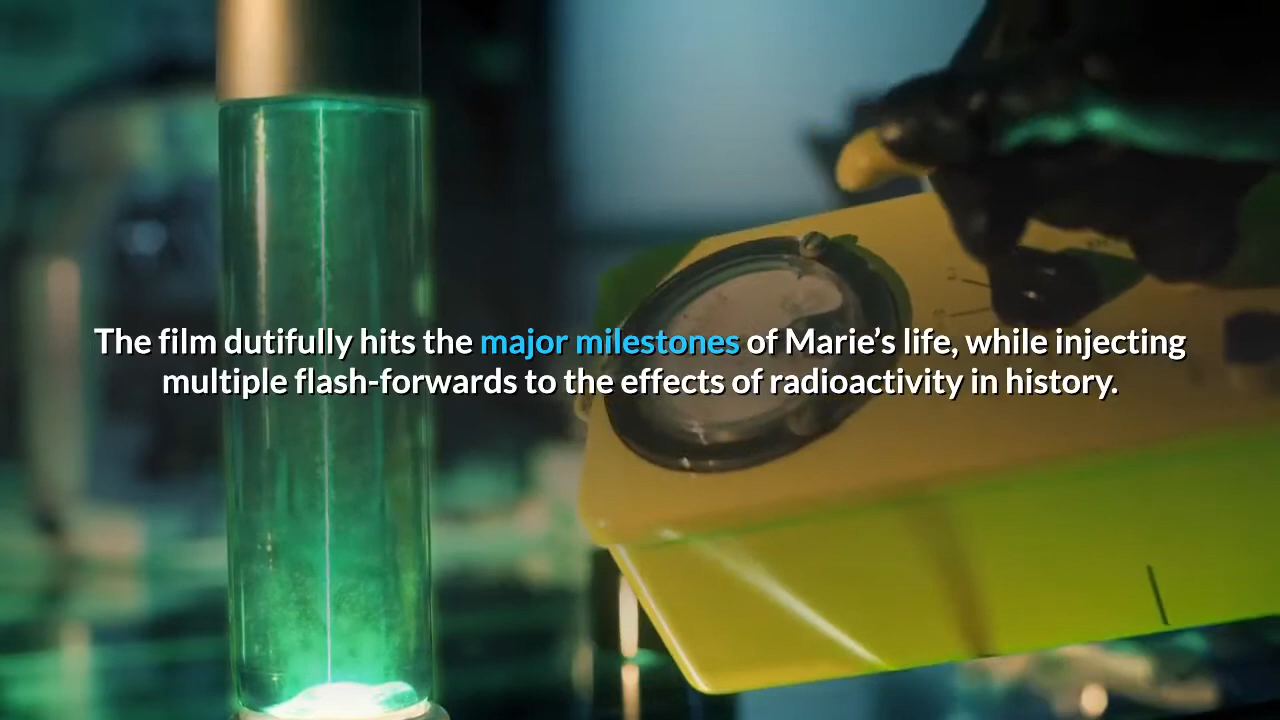 The film dutifully hits the major milestones of Marie’s life, while injecting
multiple flash-forwards to the effects of radioactivity in history.